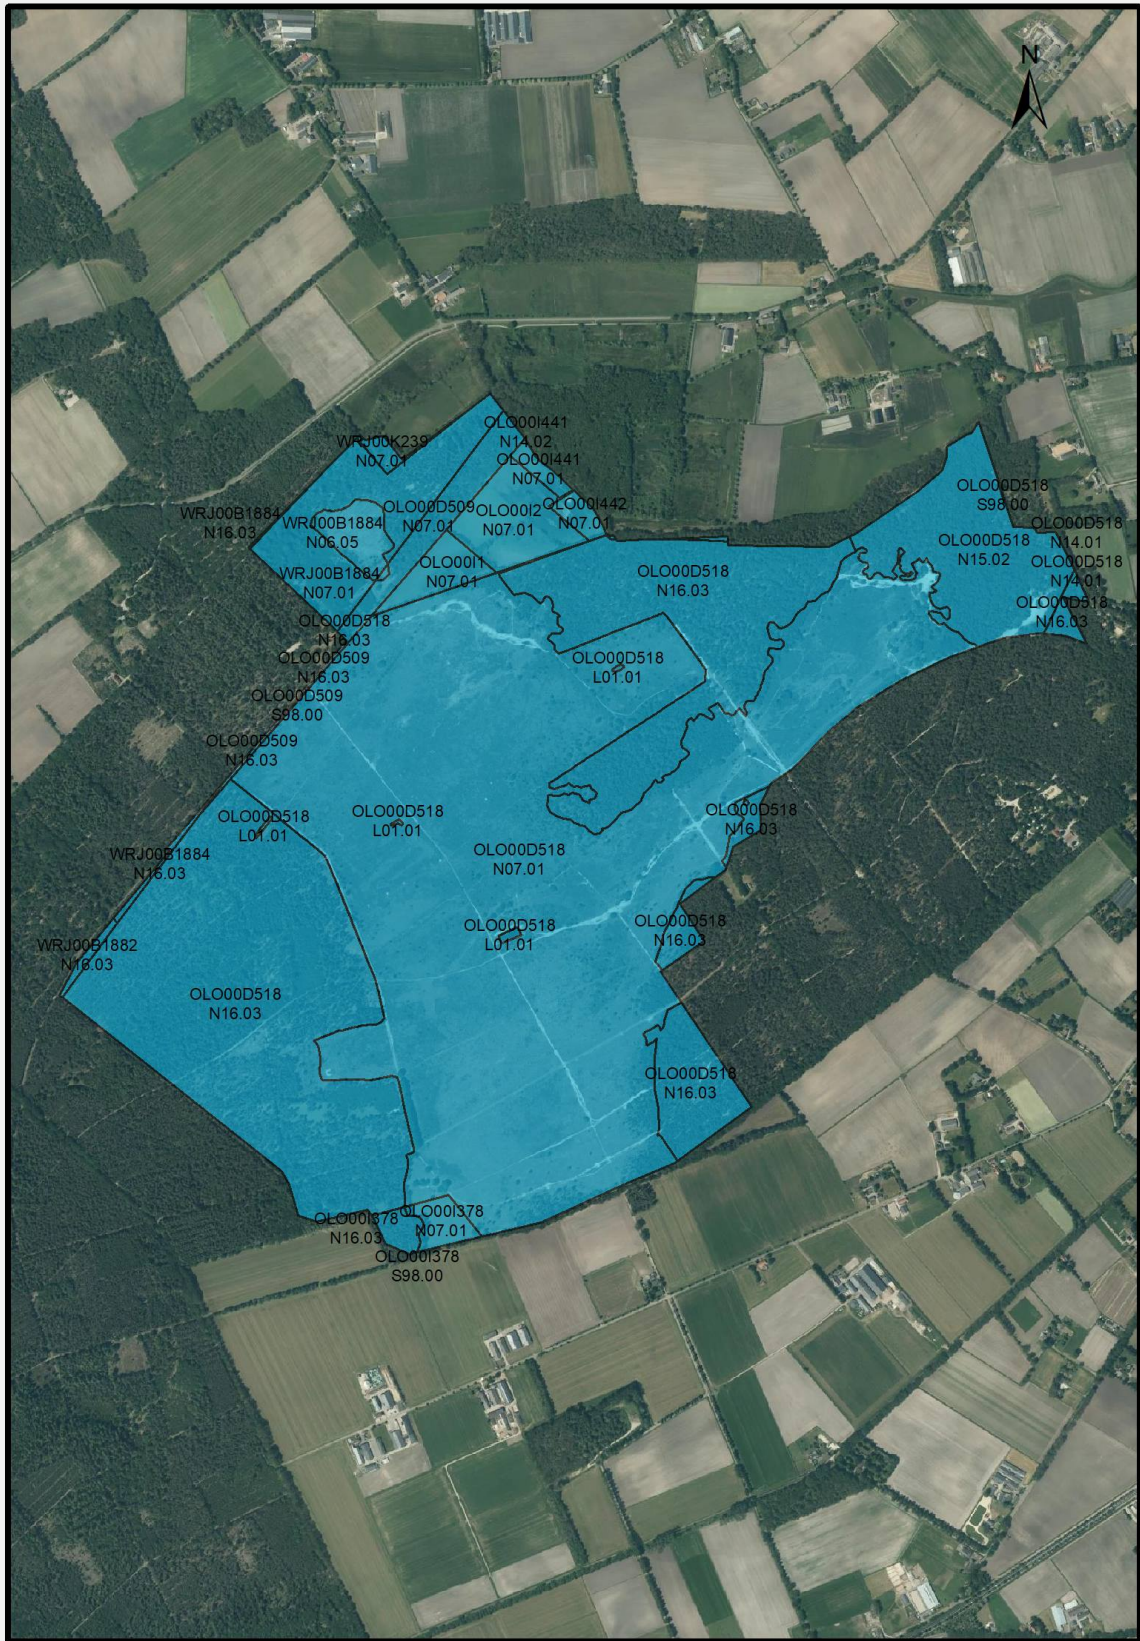 N
OLO00I441
N14.02
WRJ00K239
N07.01
OLO00I441
N07.01
OLO00D518
S98.00
WRJ00B1884
N16.03
WRJ00B1884
N06.05
OLO00D509
N07.01
OLO00I2
N07.01
OLO00I442
N07.01
OLO00D518
N14.01
OLO00D518
N15.02
OLO00D518
N14.01
WRJ00B1884
N07.01
OLO00I1
N07.01
OLO00D518
N16.03
OLO00D518
N16.03
OLO00D518
N16.03
OLO00D509
N16.03
OLO00D518
L01.01
OLO00D509
S98.00
OLO00D509
N16.03
OLO00D518
L01.01
OLO00D518
L01.01
OLO00D518
N16.03
WRJ00B1884
N16.03
OLO00D518
N07.01
OLO00D518
L01.01
OLO00D518
N16.03
WRJ00B1882
N16.03
OLO00D518
N16.03
OLO00D518
N16.03
OLO00I378
N16.03
OLO00I378
N07.01
OLO00I378
S98.00